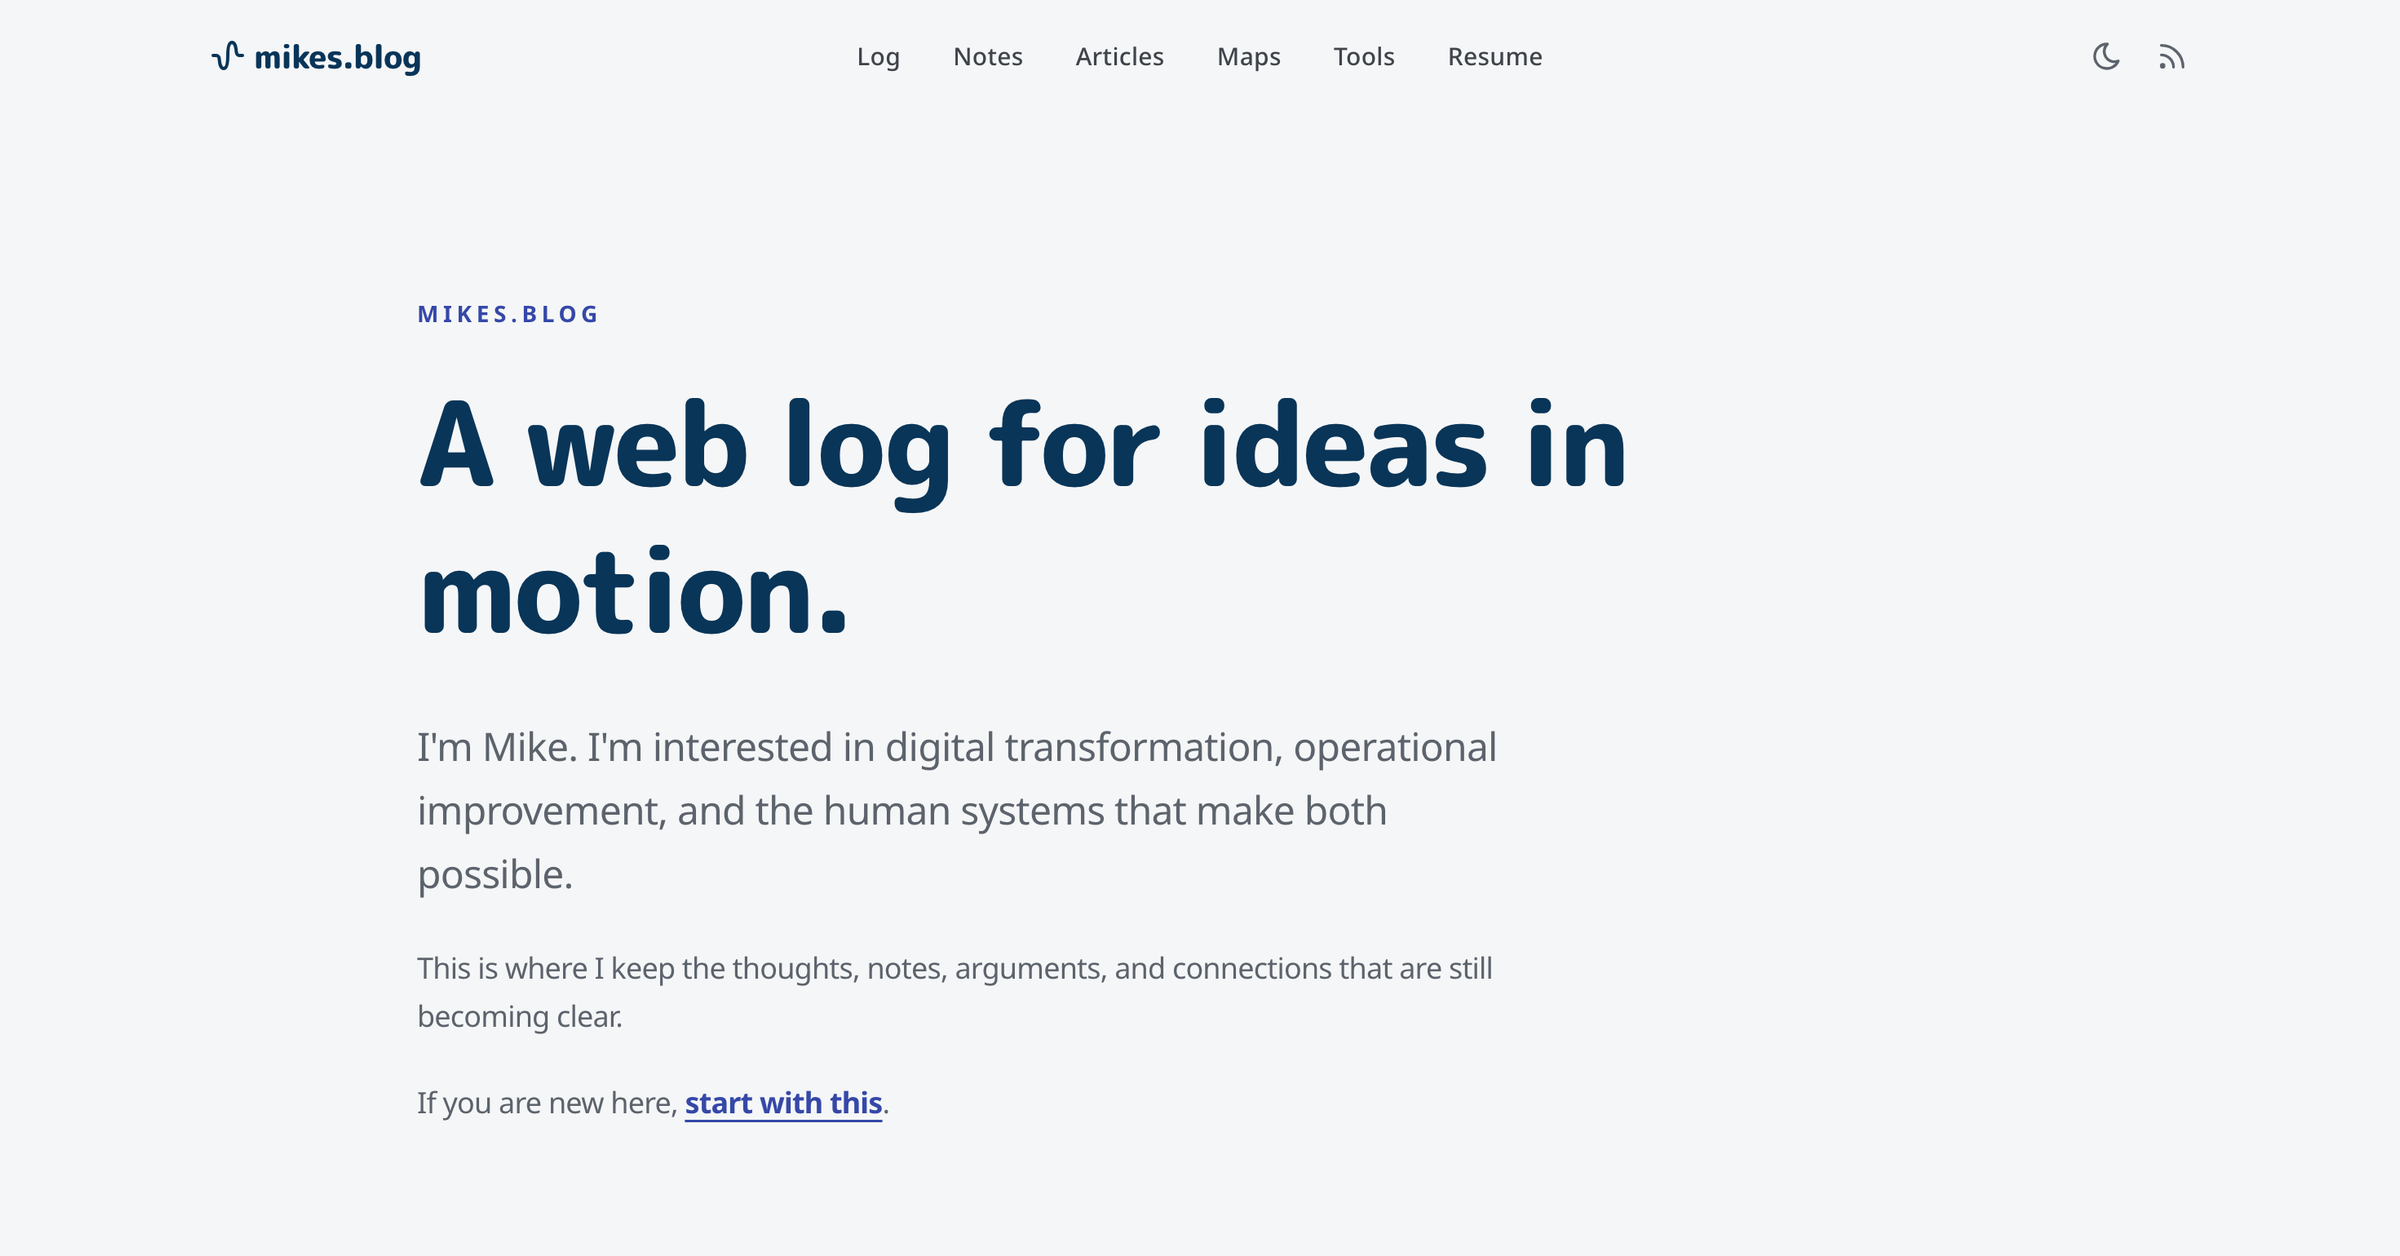 mikes.blog
Log Notes Articles Maps Tools Resume
MIKES.BLOG
A web log for ideas in
motion.
I'm Mike. I'm interested in digital transformation, operational
improvement, and the human systems that make both
possible.
This is where I keep the thoughts, notes, arguments, and connections that are still
becoming clear.
If you are new here, start with this.